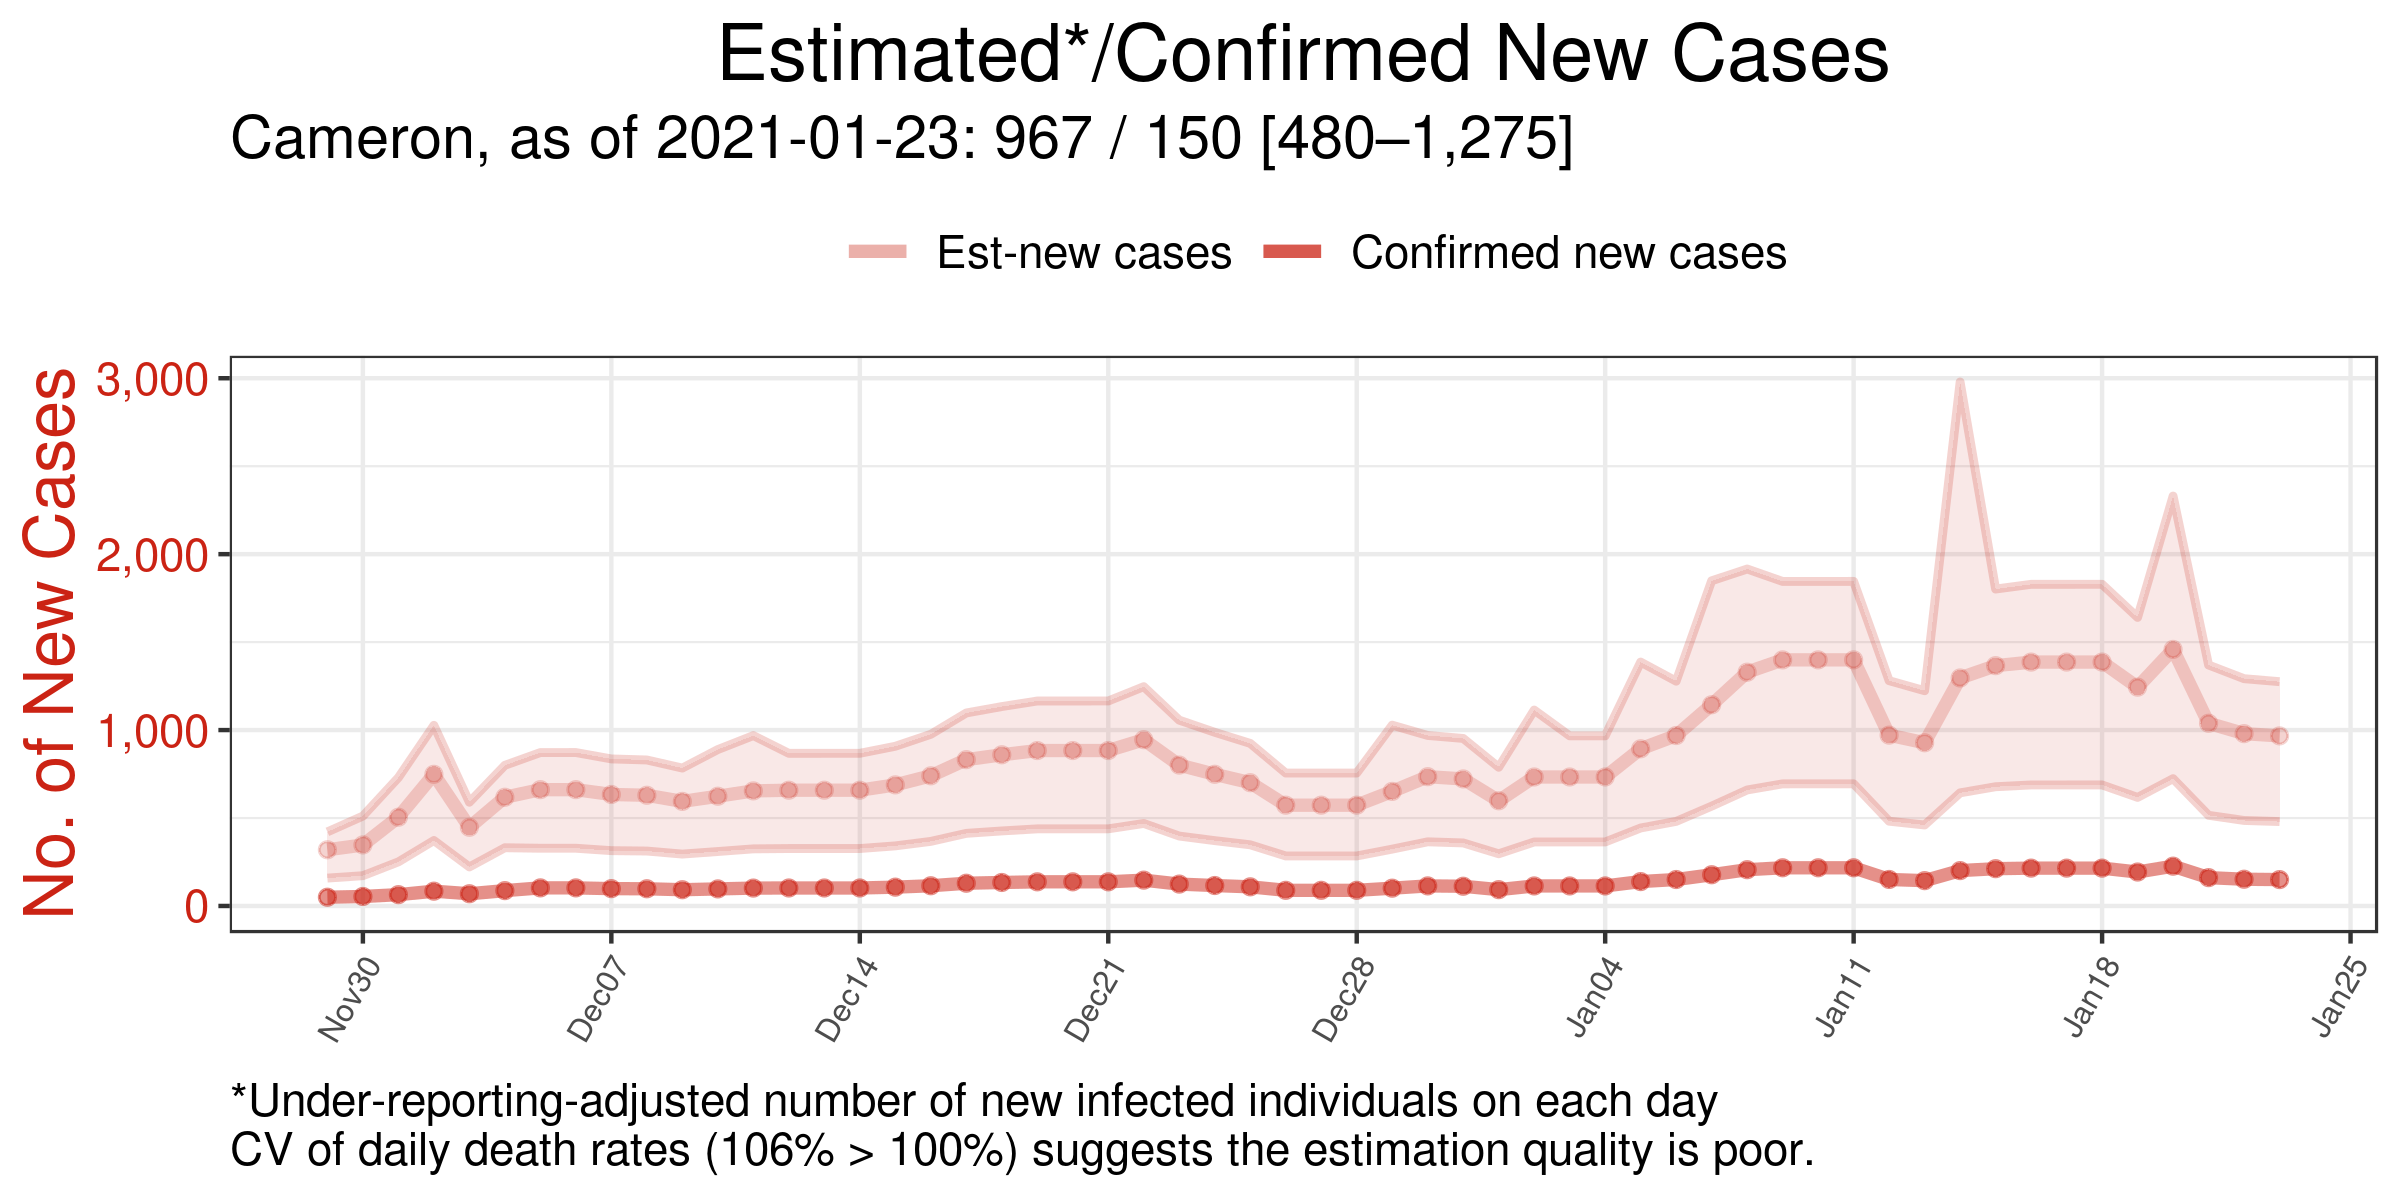 Estimated*/Confirmed New Cases
Cameron, as of 2021-01-23: 967 / 150 [480–1,275]
Est-new cases Confirmed new cases
No. of New Cases
3,000
2,000
1,000
0
Nov30 Dec07 Dec14 Dec21 Dec28 Jan04 Jan11 Jan18 Jan25
*Under-reporting-adjusted number of new infected individuals on each day
CV of daily death rates (106% > 100%) suggests the estimation quality is poor.